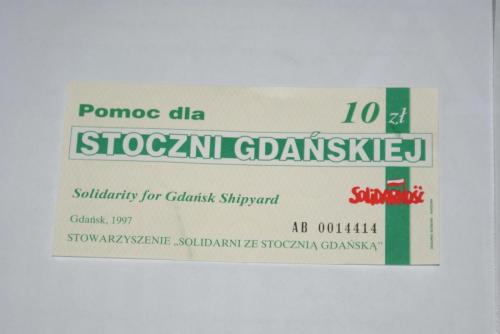 Pomoc dla
10 zł
STOCZNI GDAŃSKIEJ
Solidarity for Gdańsk Shipyard
SOLIDARNOŚĆ
Gdańsk, 1997
AB 0014414
STOWARZYSZENIE „SOLIDARNI ZE STOCZNIĄ GDAŃSKĄ”